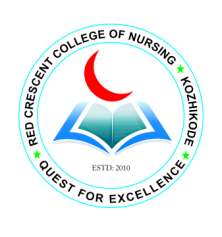 RED CRESCENT COLLEGE OF NURSING ★ KOZHIKODE ★
QUEST FOR EXCELLENCE ★
ESTD: 2010